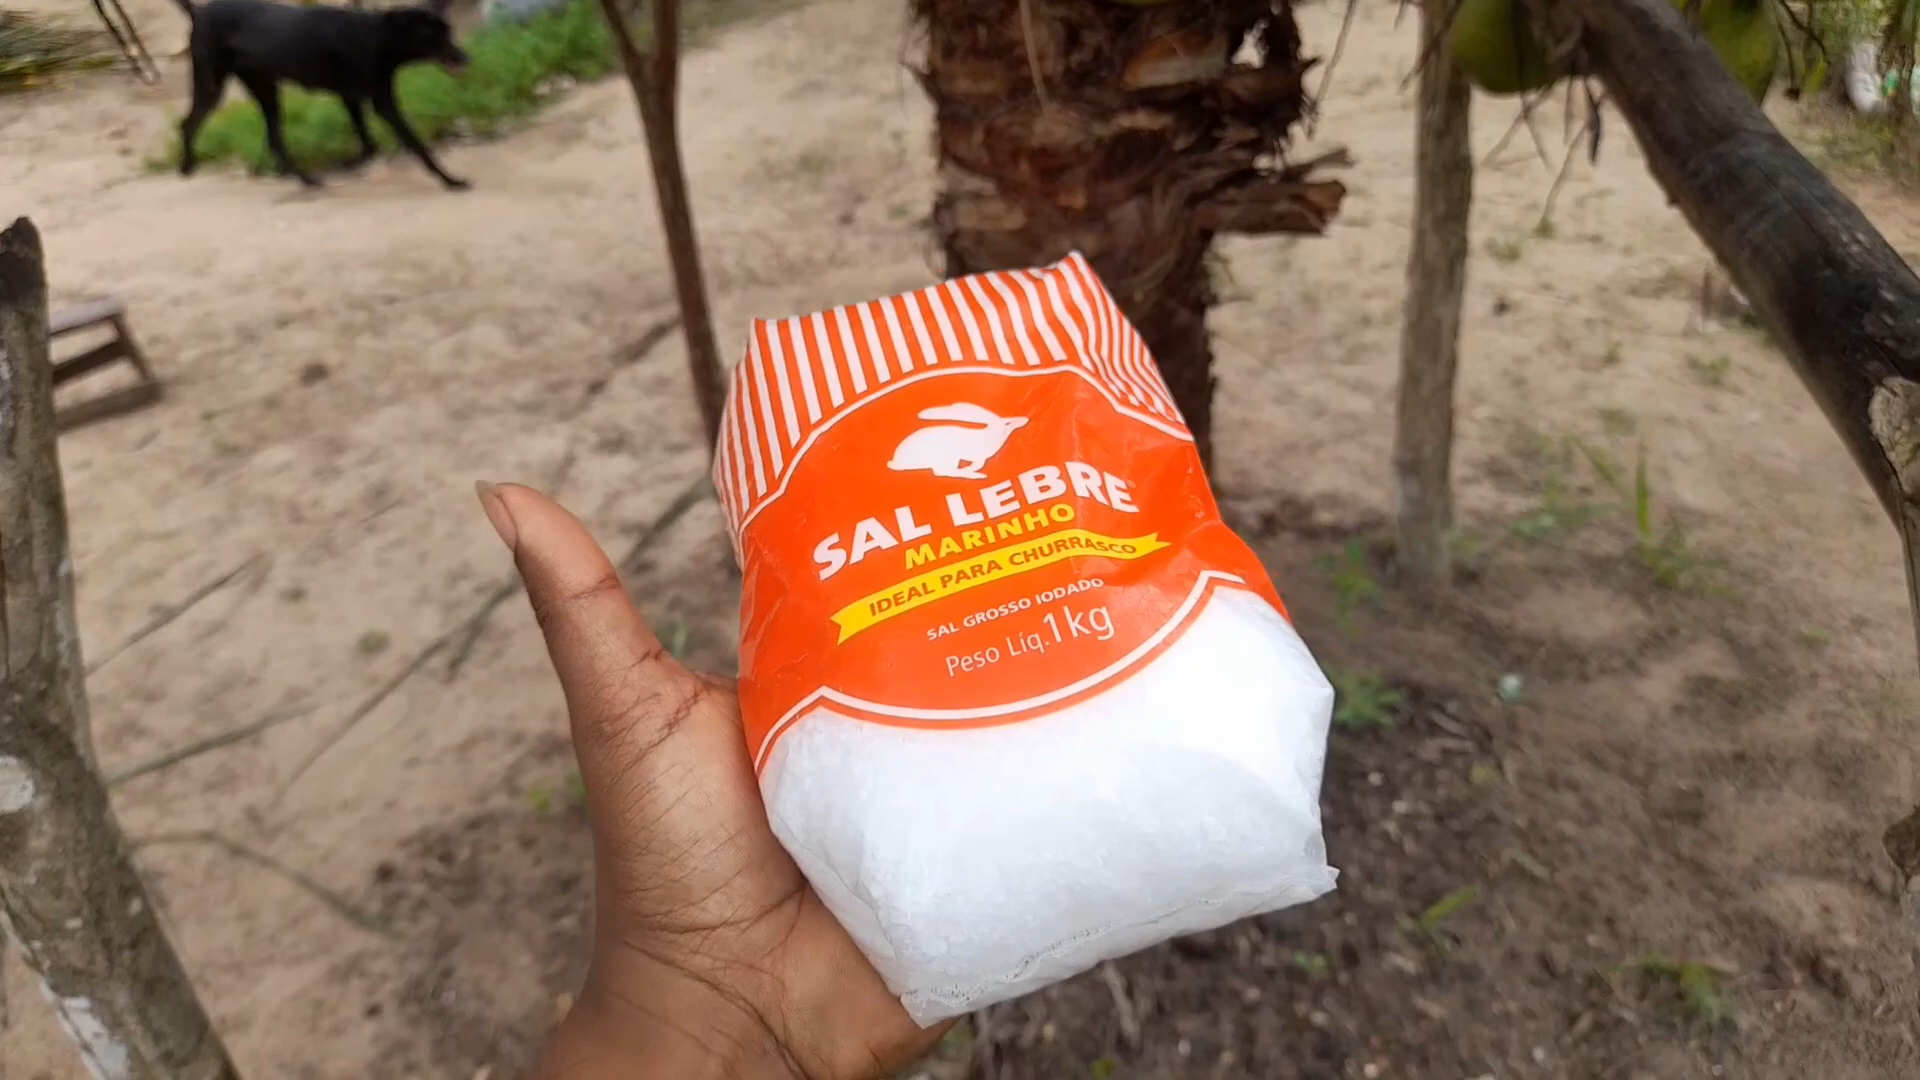 SAL LEBRE
MARINHO
IDEAL PARA CHURRASCO
SAL GROSSO IODADO
Peso Líq.1kg